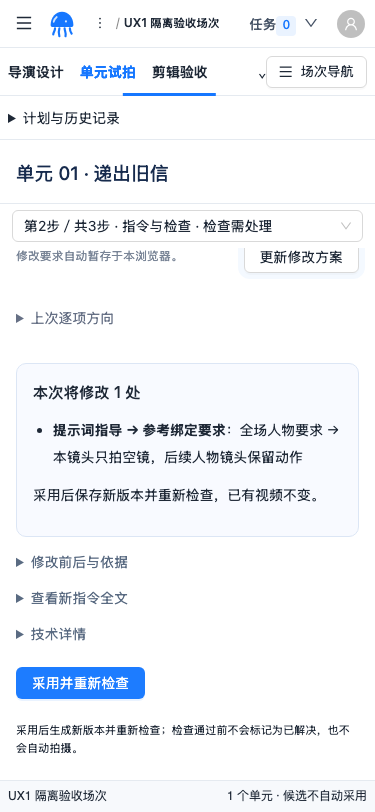 / UX1 隔离验收场次
任务 0
导演设计 单元试拍 剪辑验收
场次导航
计划与历史记录
单元 01 · 递出旧信
第2步 / 共3步 · 指令与检查 · 检查需处理
修改要求自动暂存于本浏览器。
更新修改方案
上次逐项方向
本次将修改 1 处
提示词指导 → 参考绑定要求：全场人物要求 →
本镜头只拍空镜，后续人物镜头保留动作
采用后保存新版本并重新检查，已有视频不变。
修改前后与依据
查看新指令全文
技术详情
采用并重新检查
采用后生成新版本并重新检查；检查通过前不会标记为已解决，也不
会自动拍摄。
UX1 隔离验收场次
1 个单元 · 候选不自动采用